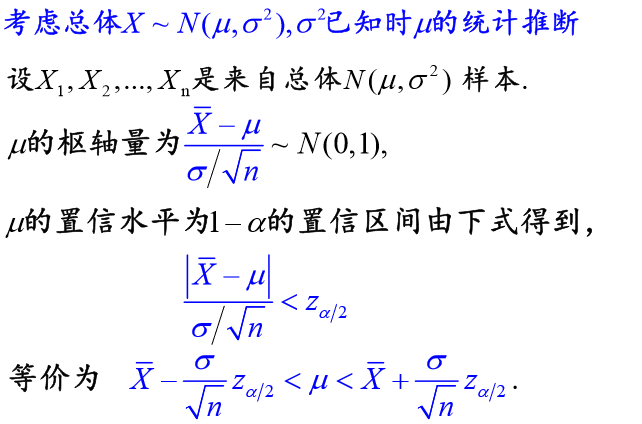 考虑总体X ~ N(μ,σ²),σ²已知时μ的统计推断
设X₁, X₂,..., Xₙ是来自总体N(μ,σ²) 样本.
μ的枢轴量为(X̄ − μ)/(σ/√n) ~ N(0,1),
μ的置信水平为1−α的置信区间由下式得到，
|X̄ − μ|/(σ/√n) < z_{α/2}
等价为 X̄ − (σ/√n) z_{α/2} < μ < X̄ + (σ/√n) z_{α/2} .